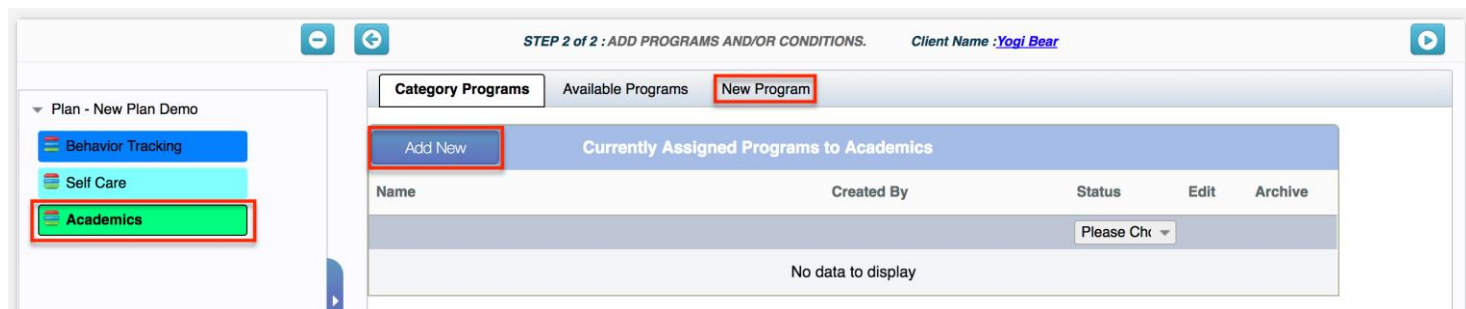 STEP 2 of 2 : ADD PROGRAMS AND/OR CONDITIONS. Client Name :Yogi Bear
Plan - New Plan Demo
Behavior Tracking
Self Care
Academics
Category Programs Available Programs New Program
Add New Currently Assigned Programs to Academics
Name Created By Status Edit Archive
Please Cho
No data to display